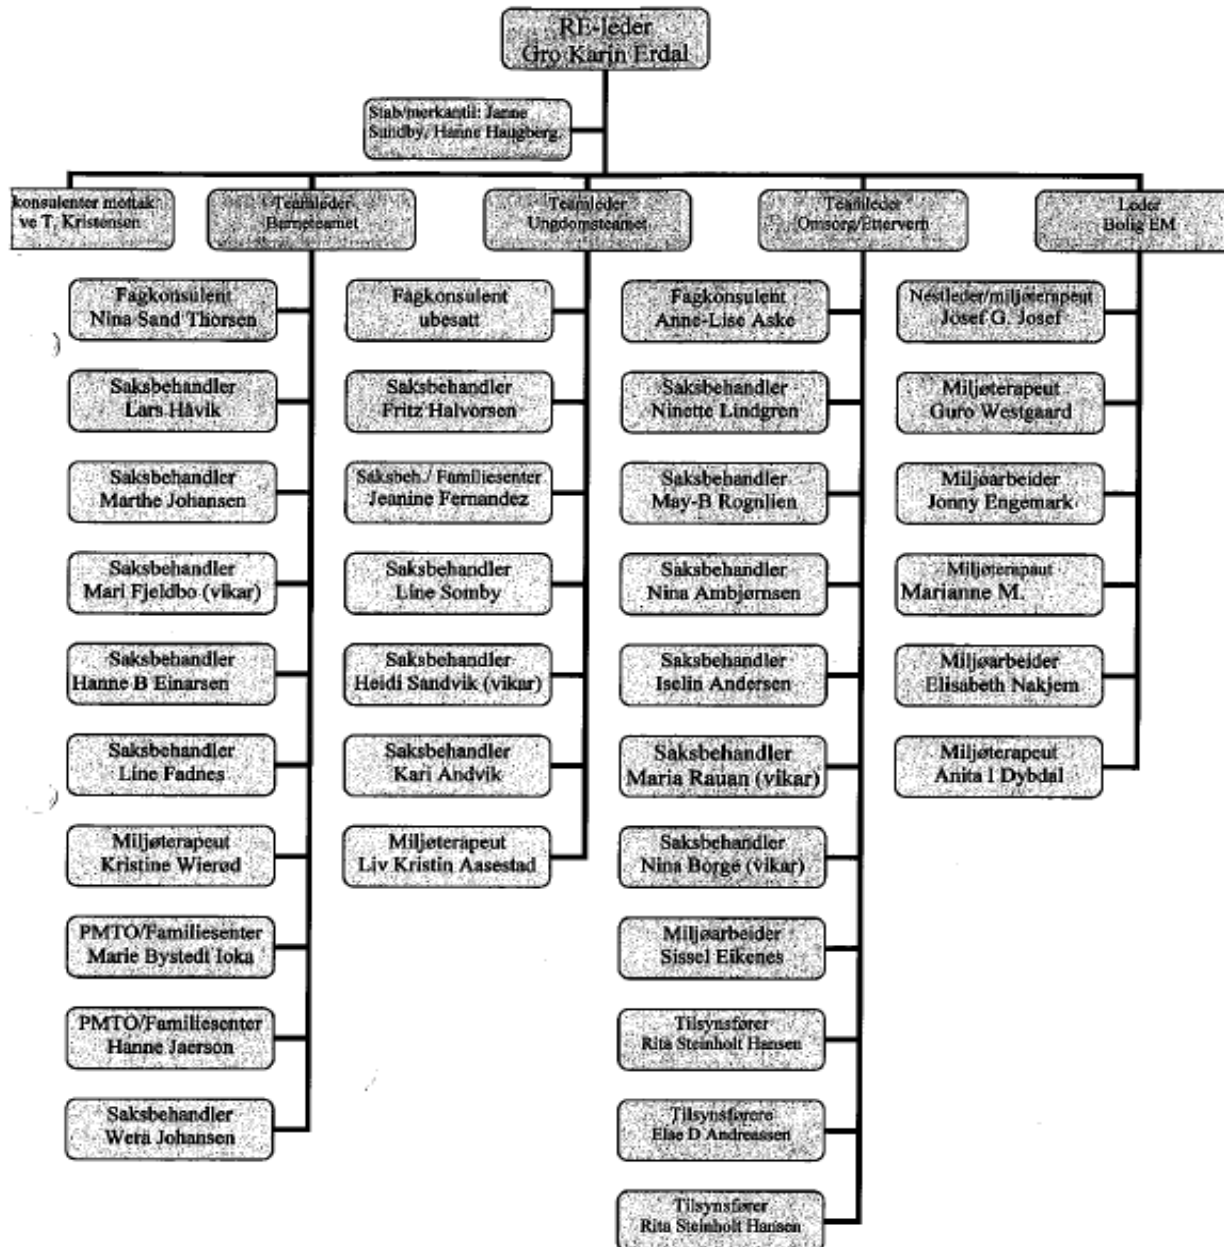 RE-leder
Gro Karin Erdal
Stab/merkantil: Janne
Sundby, Hanne Haugberg.
konsulenter mottak
ve T. Kristensen
Teamleder
Barneteamet
Teamleder
Ungdomsteamet
Teamleder
Omsorg/Ettervern
Leder
Bolig EM
Fagkonsulent
Nina Sand Thorsen
Saksbehandler
Lars Håvik
Saksbehandler
Marthe Johansen
Saksbehandler
Mari Fjeldbo (vikar)
Saksbehandler
Hanne B Einarsen
Saksbehandler
Line Fadnes
Miljøterapeut
Kristine Wierød
PMTO/Familiesenter
Marie Bystedt Ioka
PMTO/Familiesenter
Hanne Jaerson
Saksbehandler
Wera Johansen
Fagkonsulent
ubesatt
Saksbehandler
Fritz Halvorsen
Saksbeh./ Familiesenter
Jeanine Fernandez
Saksbehandler
Line Somby
Saksbehandler
Heidi Sandvik (vikar)
Saksbehandler
Kari Andvik
Miljøterapeut
Liv Kristin Aasestad
Fagkonsulent
Anne-Lise Aske
Saksbehandler
Ninette Lindgren
Saksbehandler
May-B Rognlien
Saksbehandler
Nina Ambjørnsen
Saksbehandler
Iselin Andersen
Saksbehandler
Maria Rauan (vikar)
Saksbehandler
Nina Borge (vikar)
Miljøarbeider
Sissel Eikenes
Tilsynsfører
Rita Steinholt Hansen
Tilsynsførere
Else D Andreassen
Tilsynsfører
Rita Steinholt Hansen
Nestleder/miljøterapeut
Josef G. Josef
Miljøterapeut
Guro Westgaard
Miljøarbeider
Jonny Engemark
Miljøterapaut
Marianne M.
Miljøarbeider
Elisabeth Nakjem
Miljøterapeut
Anita I Dybdal